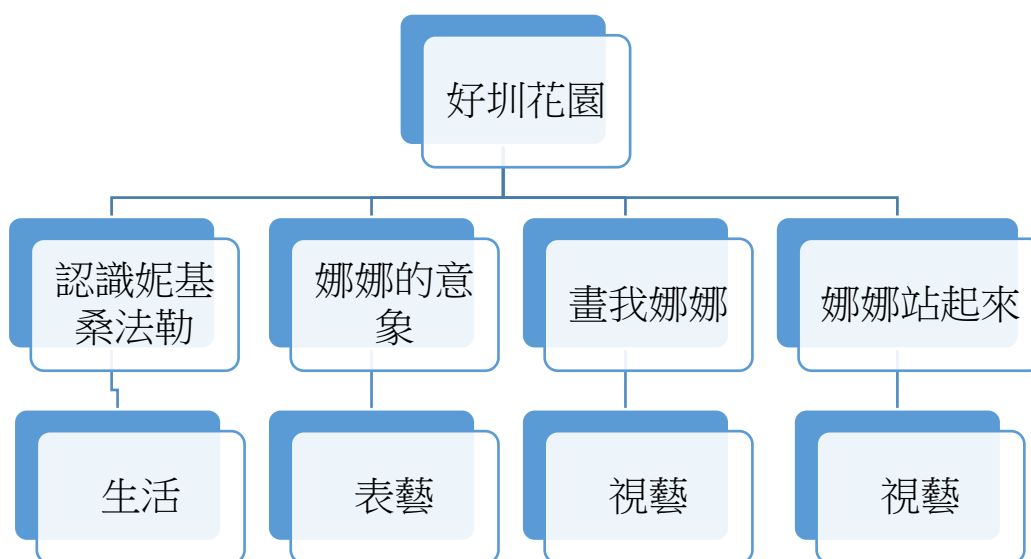 好圳花園
認識妮基
桑法勒
娜娜的意
象
畫我娜娜
娜娜站起來
生活
表藝
視藝
視藝